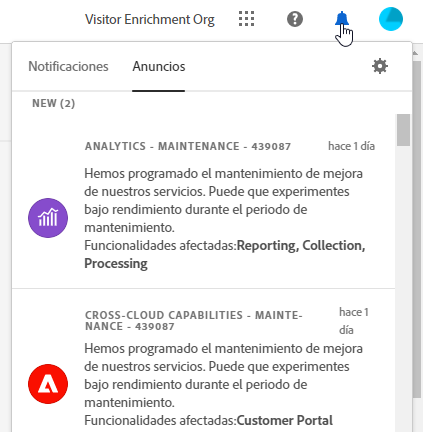 Visitor Enrichment Org
Notificaciones Anuncios
NEW (2)
ANALYTICS - MAINTENANCE - 439087 hace 1 día
Hemos programado el mantenimiento de mejora
de nuestros servicios. Puede que experimentes
bajo rendimiento durante el periodo de
mantenimiento.
Funcionalidades afectadas:Reporting, Collection,
Processing
CROSS-CLOUD CAPABILITIES - MAINTE-
NANCE - 439087
hace 1
día
Hemos programado el mantenimiento de mejora
de nuestros servicios. Puede que experimentes
bajo rendimiento durante el periodo de
mantenimiento.
Funcionalidades afectadas:Customer Portal